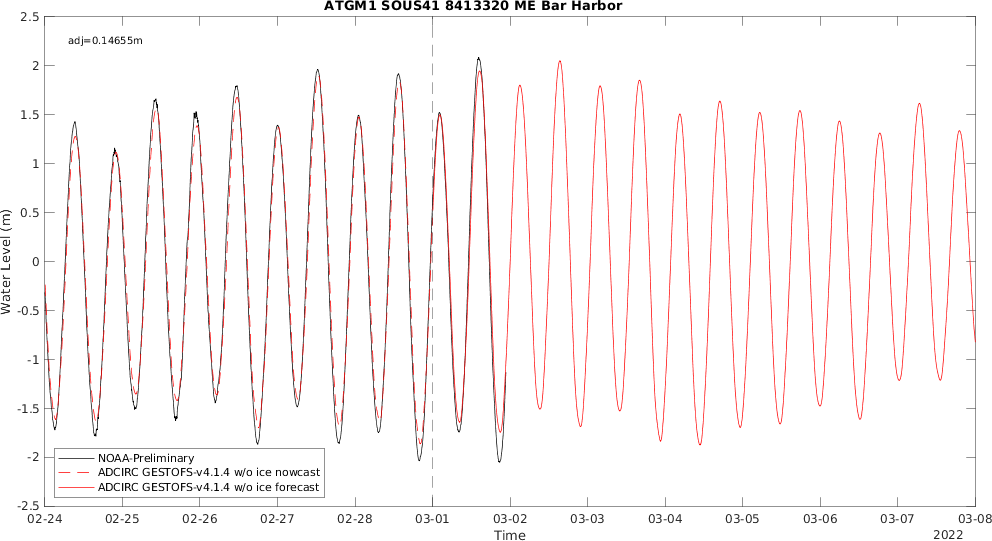 ATGM1 SOUS41 8413320 ME Bar Harbor
adj=0.14655m
Water Level (m)
2.5
2
1.5
1
0.5
0
-0.5
-1
-1.5
-2
-2.5
NOAA-Preliminary
ADCIRC GESTOFS-v4.1.4 w/o ice nowcast
ADCIRC GESTOFS-v4.1.4 w/o ice forecast
02-24 02-25 02-26 02-27 02-28 03-01 03-02 03-03 03-04 03-05 03-06 03-07 03-08
Time
2022